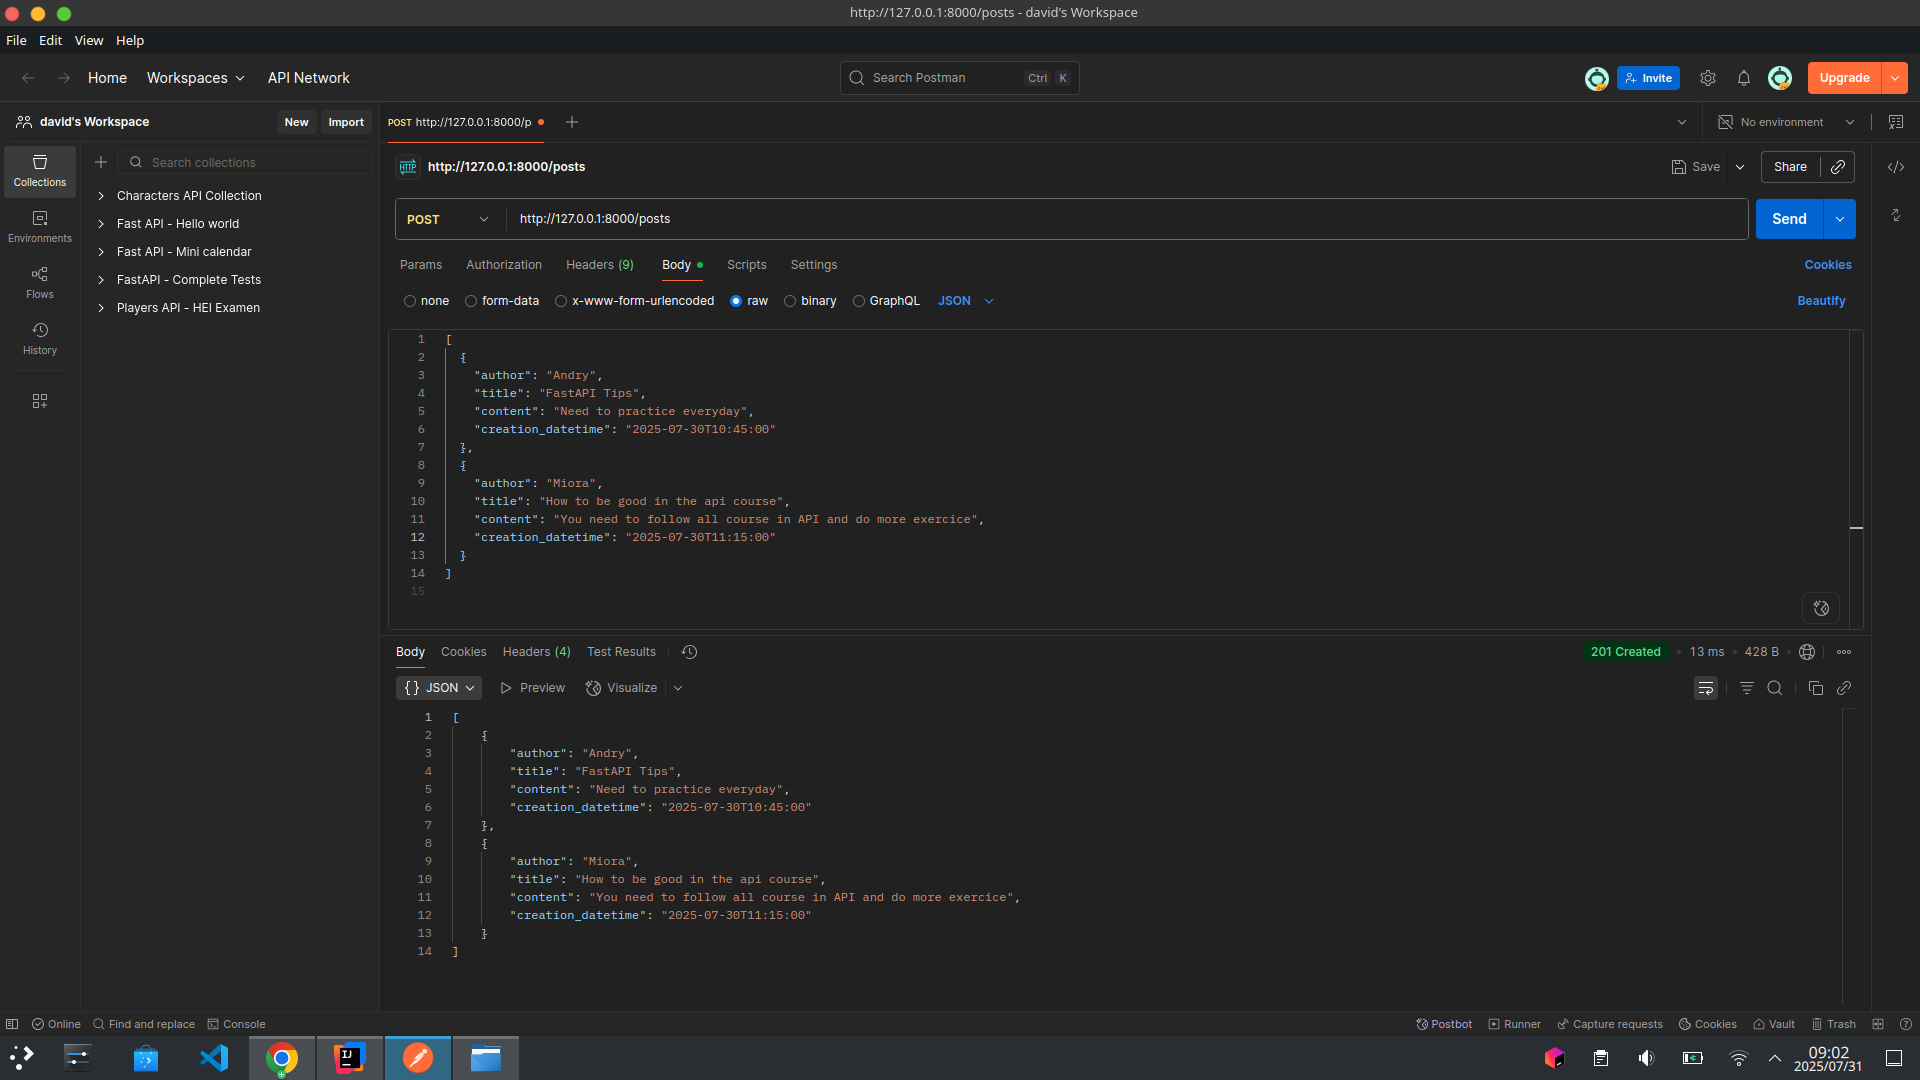 http://127.0.0.1:8000/posts - david's Workspace
File Edit View Help
Home Workspaces API Network Search Postman Ctrl K Invite Upgrade
david's Workspace New Import POST http://127.0.0.1:8000/p. No environment
Search collections http://127.0.0.1:8000/posts Save Share
Collections
Environments
Flows
History
Characters API Collection
Fast API - Hello world
Fast API - Mini calendar
FastAPI - Complete Tests
Players API - HEI Examen
HTTP
POST http://127.0.0.1:8000/posts Send
Params Authorization Headers (9) Body Scripts Settings Cookies
none form-data x-www-form-urlencoded raw binary GraphQL JSON Beautify
1 [
2 {
3 "author": "Andry",
4 "title": "FastAPI Tips",
5 "content": "Need to practice everyday",
6 "creation_datetime": "2025-07-30T10:45:00"
7 },
8 {
9 "author": "Miora",
10 "title": "How to be good in the api course",
11 "content": "You need to follow all course in API and do more exercice",
12 "creation_datetime": "2025-07-30T11:15:00"
13 }
14 ]
15
Body Cookies Headers (4) Test Results 201 Created 13 ms 428 B
{} JSON Preview Visualize
1 [
2 {
3 "author": "Andry",
4 "title": "FastAPI Tips",
5 "content": "Need to practice everyday",
6 "creation_datetime": "2025-07-30T10:45:00"
7 },
8 {
9 "author": "Miora",
10 "title": "How to be good in the api course",
11 "content": "You need to follow all course in API and do more exercice",
12 "creation_datetime": "2025-07-30T11:15:00"
13 }
14 ]
Online Find and replace Console Postbot Runner Capture requests Cookies Vault Trash
IJ
09:02
2025/07/31